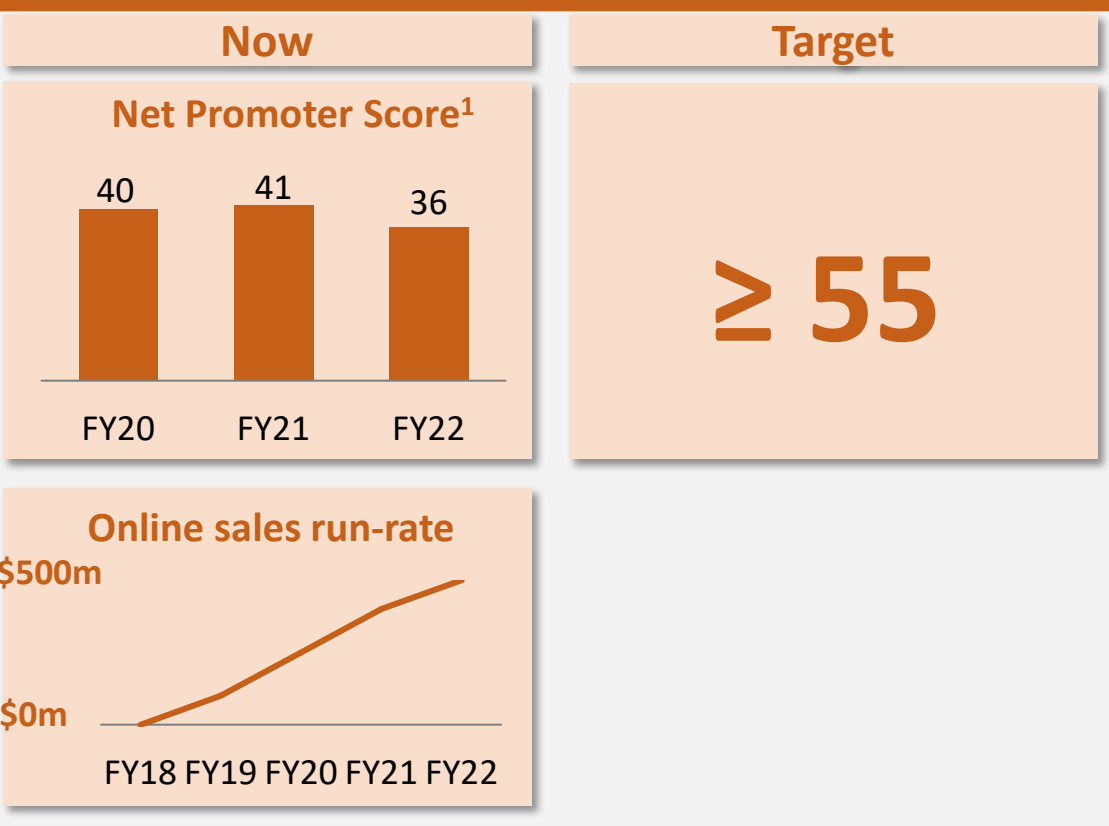 Now
Target
Net Promoter Score¹
40 41 36
FY20 FY21 FY22
≥ 55
Online sales run-rate
$500m
$0m
FY18 FY19 FY20 FY21 FY22